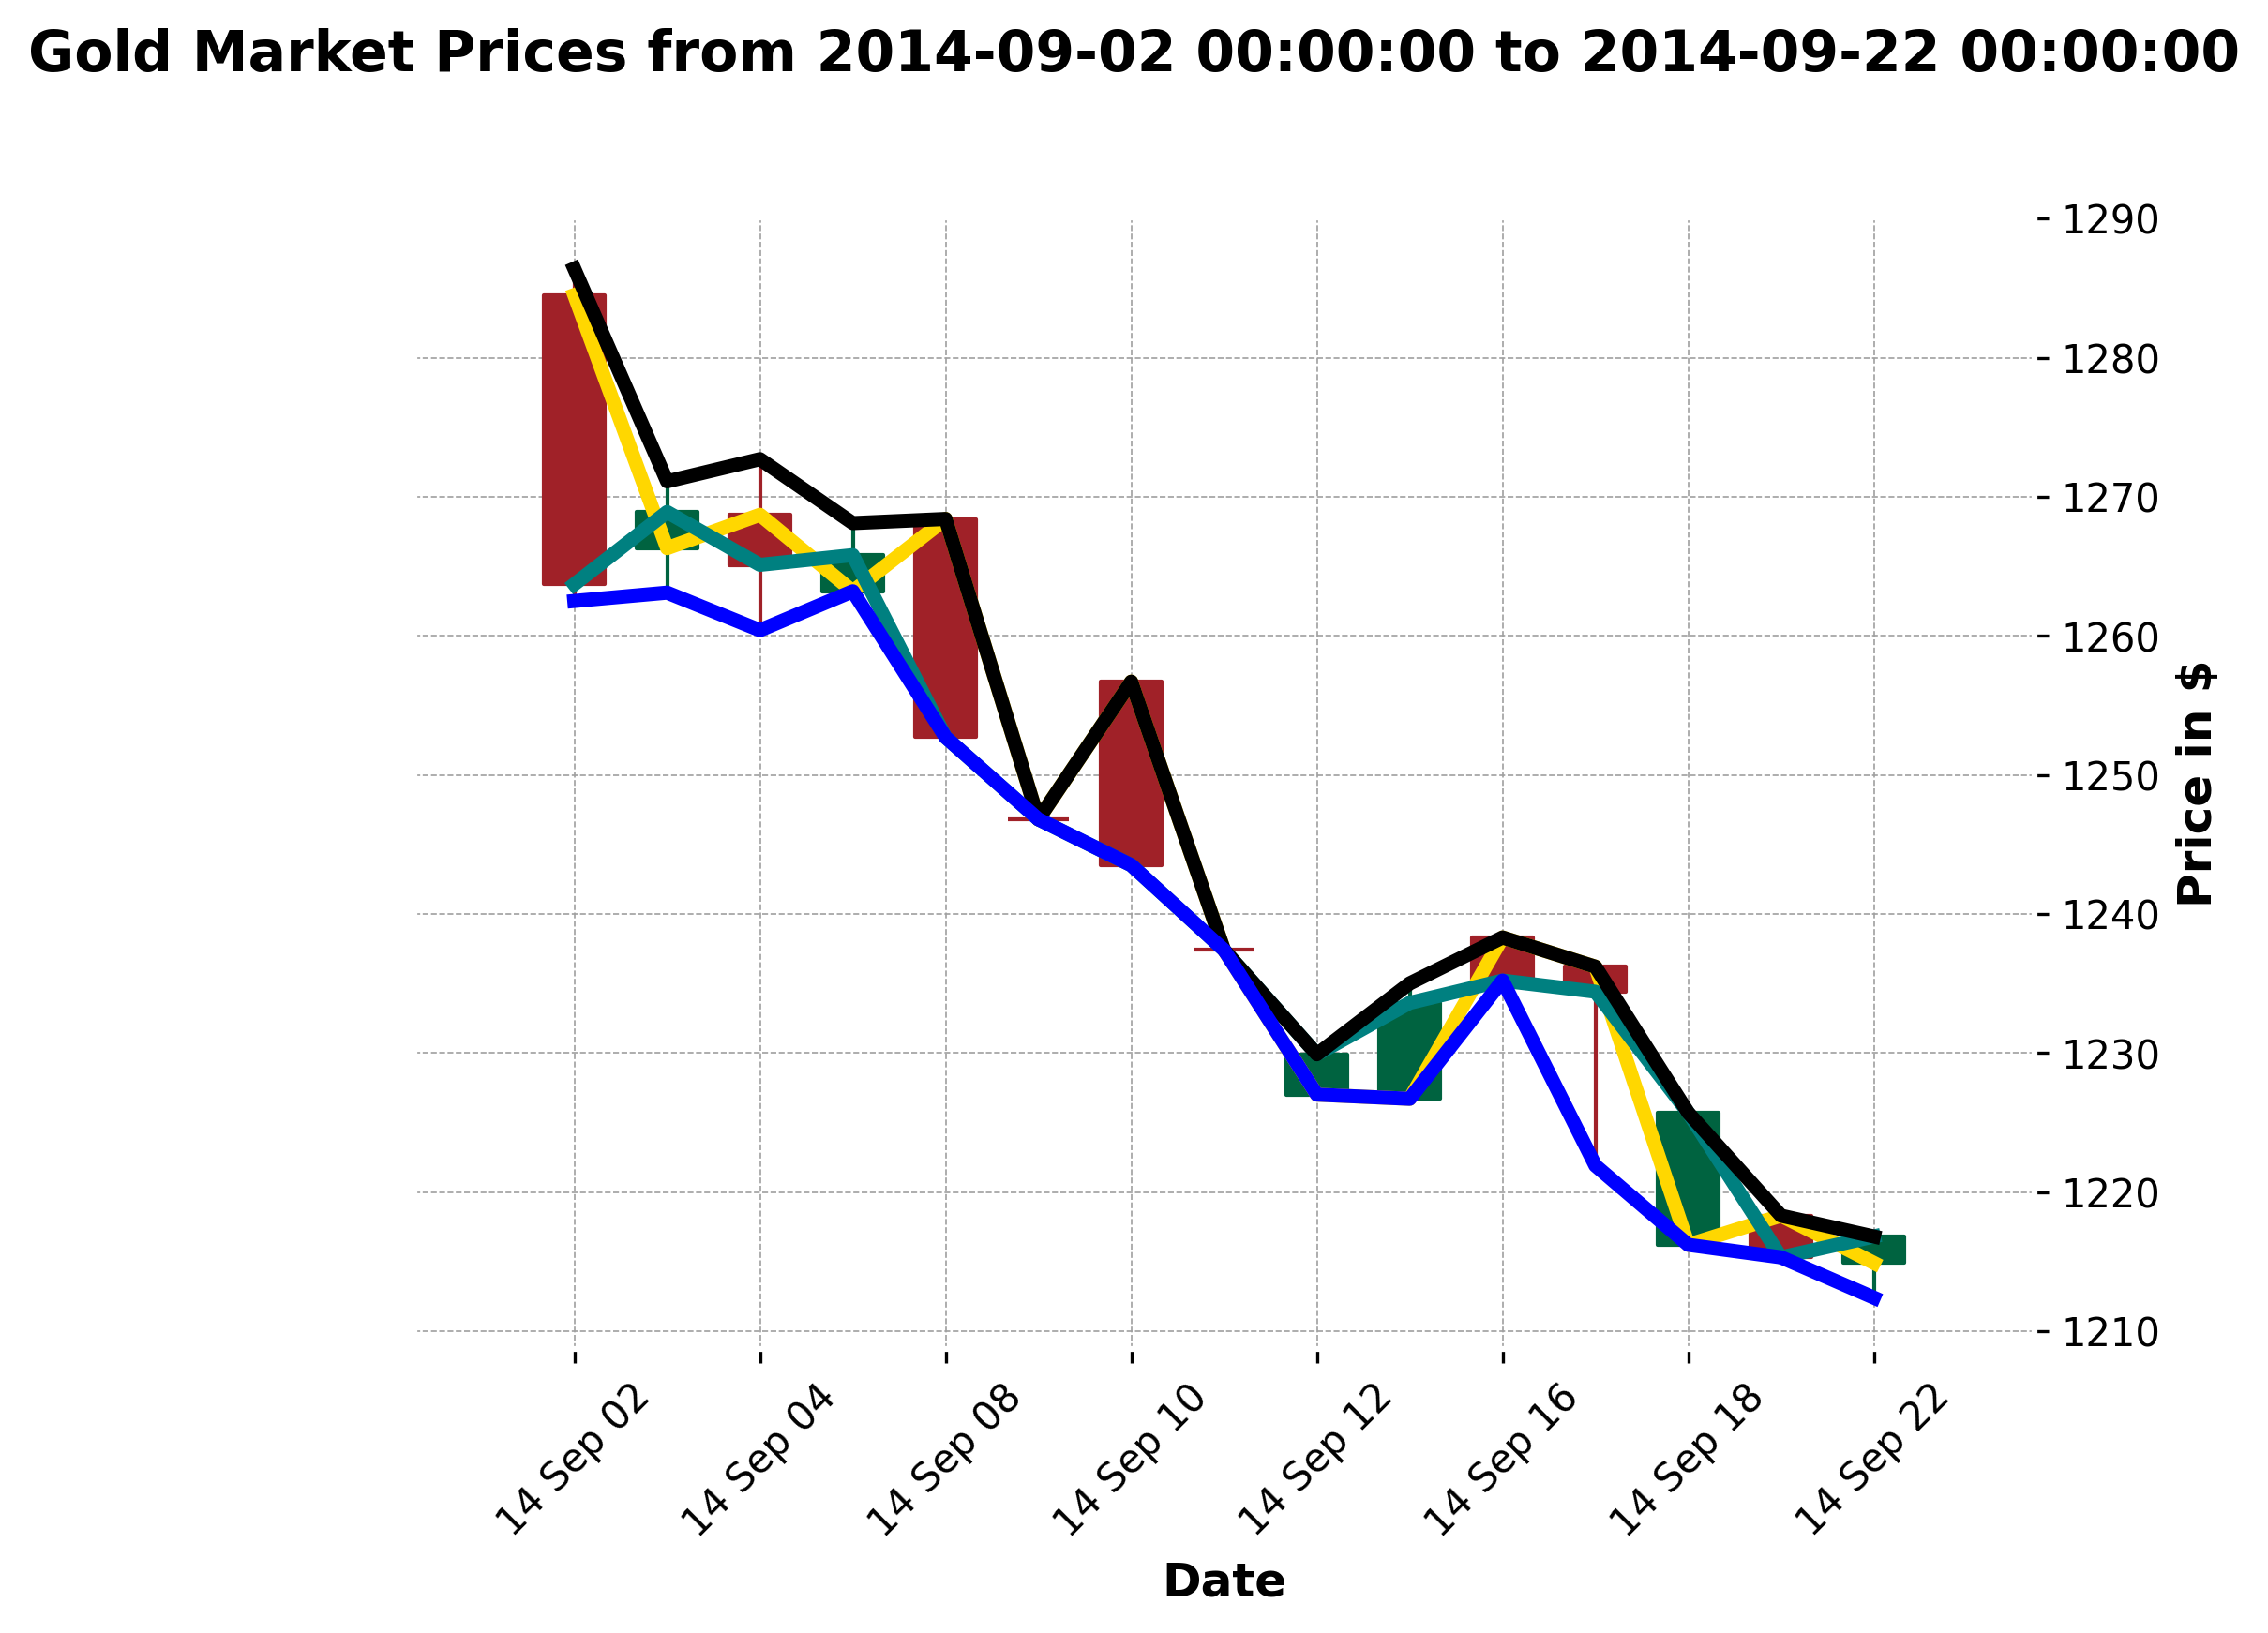 Gold Market Prices from 2014-09-02 00:00:00 to 2014-09-22 00:00:00
1290
1280
1270
1260
1250
1240
1230
1220
1210
Price in $
14 Sep 02
14 Sep 04
14 Sep 08
14 Sep 10
14 Sep 12
14 Sep 16
14 Sep 18
14 Sep 22
Date